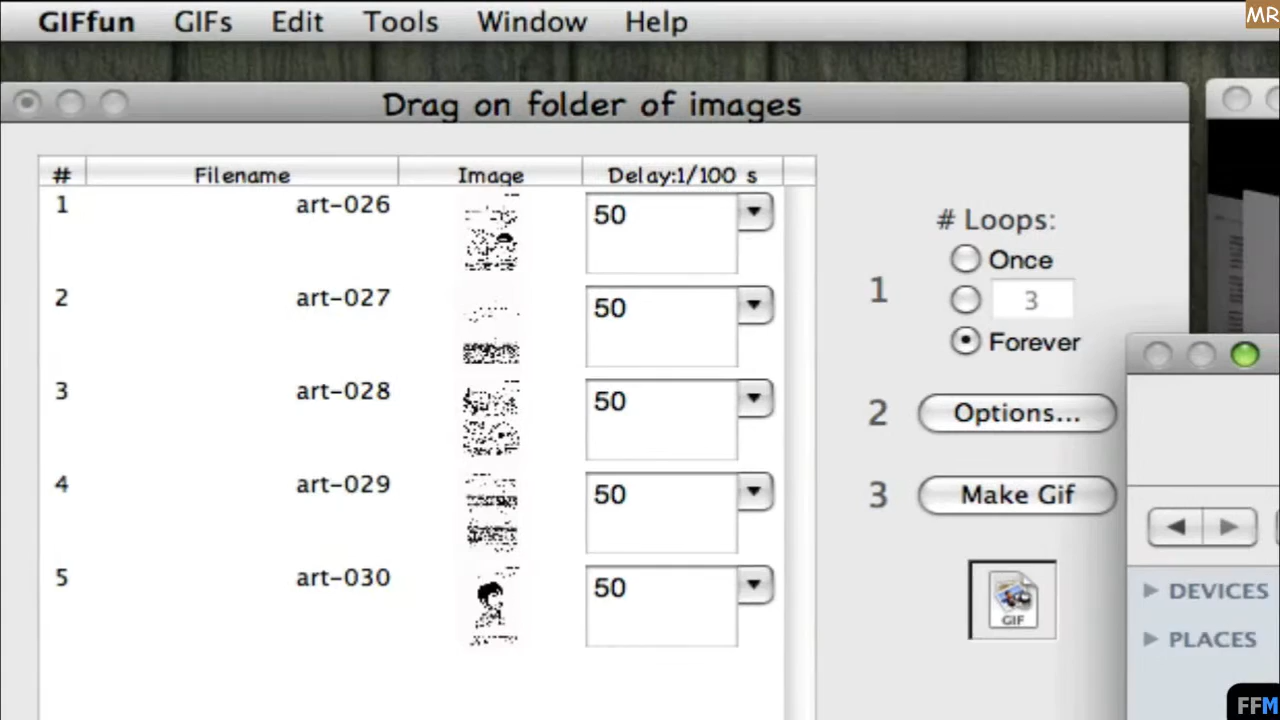 GIFfun GIFs Edit Tools Window Help
MR
Drag on folder of images
# Filename Image Delay:1/100 s
1 art-026 50
2 art-027 50
3 art-028 50
4 art-029 50
5 art-030 50
# Loops:
1
Once
3
Forever
2 Options...
3 Make Gif
GIF
DEVICES
PLACES
FFM